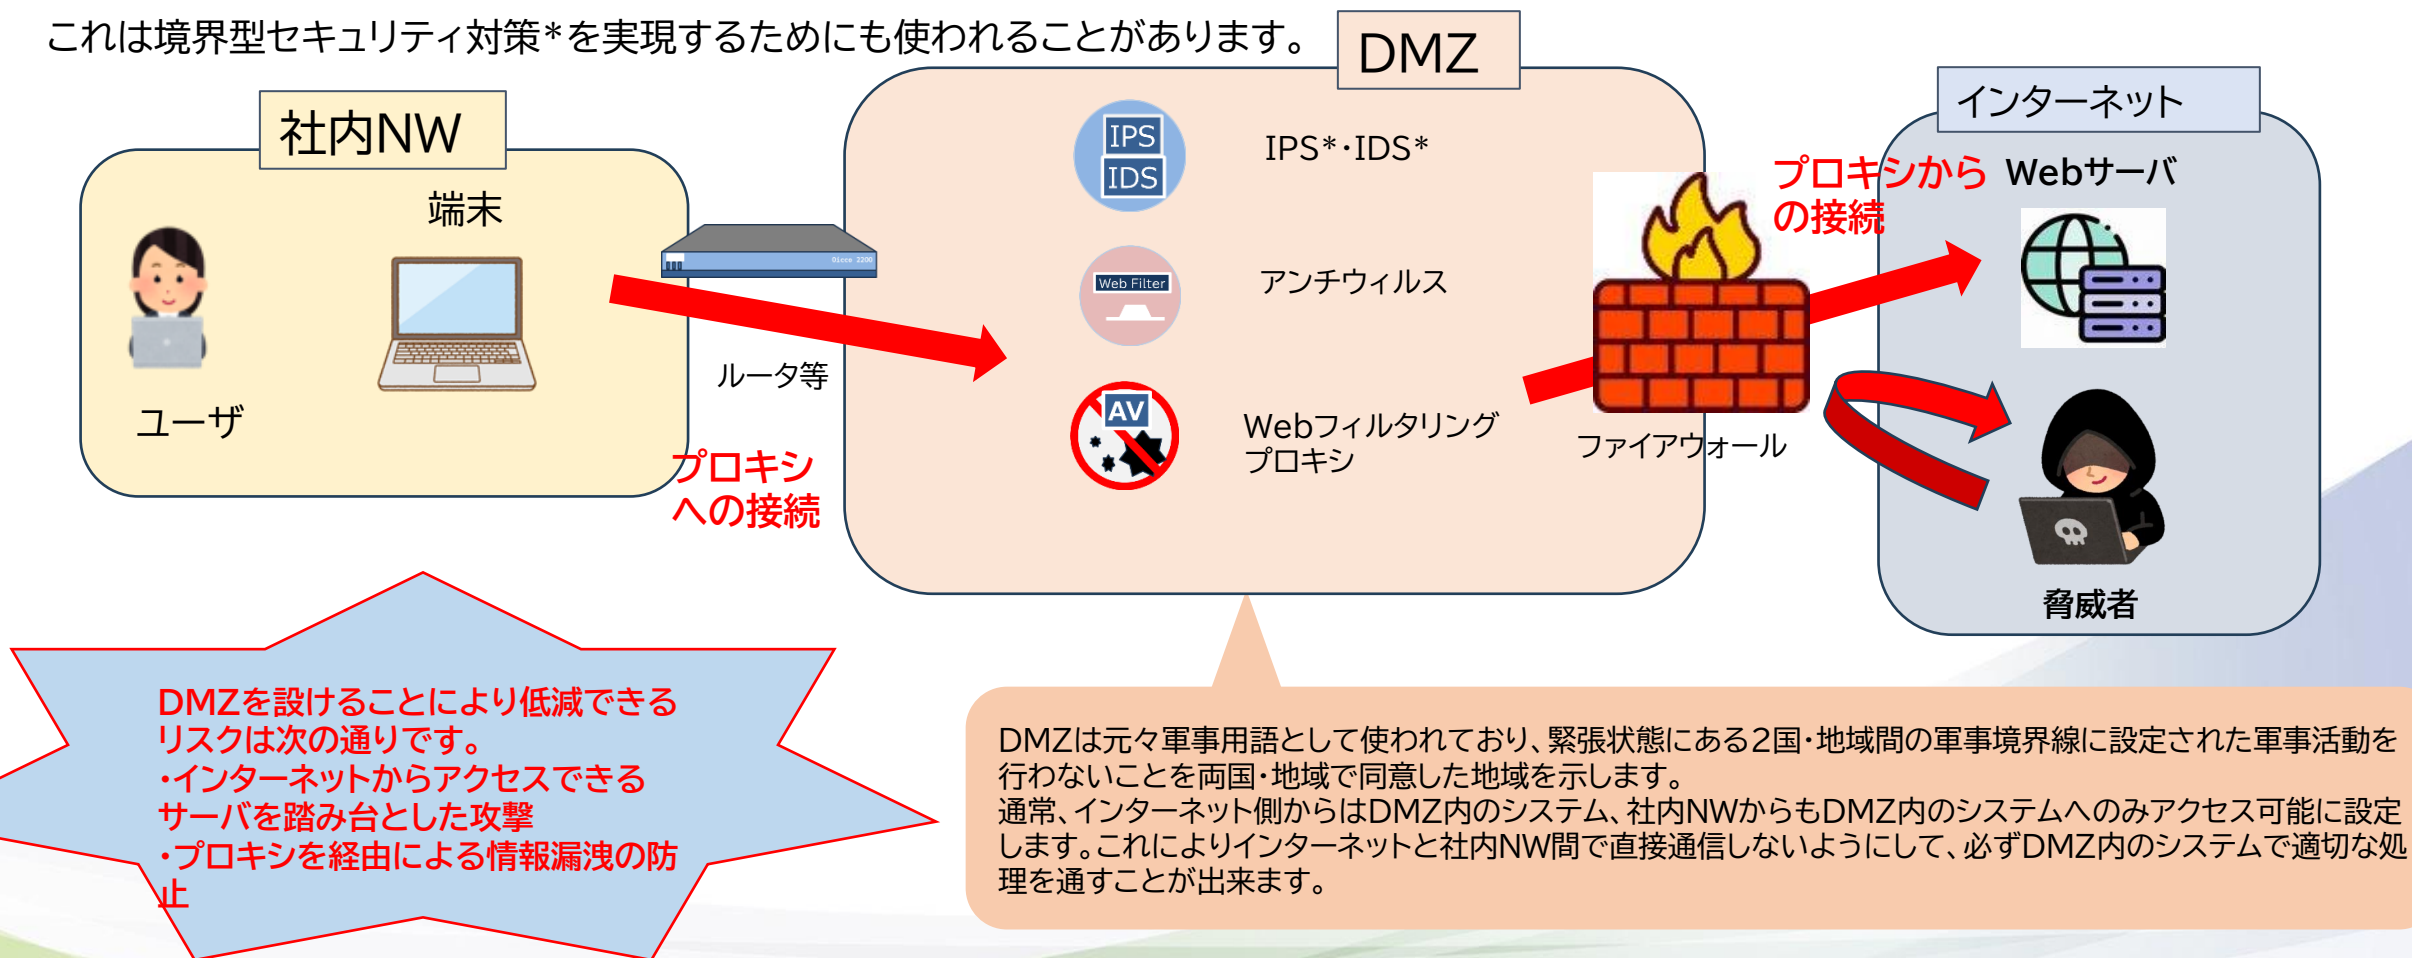 これは境界型セキュリティ対策*を実現するためにも使われることがあります。
DMZ
社内NW
インターネット
端末
ユーザ
Dicce 2200
ルータ等
プロキシ
への接続
IPS
IDS
IPS*・IDS*
Web Filter
アンチウィルス
AV
Webフィルタリング
プロキシ
ファイアウォール
プロキシから
の接続
Webサーバ
脅威者
DMZを設けることにより低減できる
リスクは次の通りです。
・インターネットからアクセスできる
サーバを踏み台とした攻撃
・プロキシを経由による情報漏洩の防
止
DMZは元々軍事用語として使われており、緊張状態にある2国・地域間の軍事境界線に設定された軍事活動を
行わないことを両国・地域で同意した地域を示します。
通常、インターネット側からはDMZ内のシステム、社内NWからもDMZ内のシステムへのみアクセス可能に設定
します。これによりインターネットと社内NW間で直接通信しないようにして、必ずDMZ内のシステムで適切な処
理を通すことが出来ます。